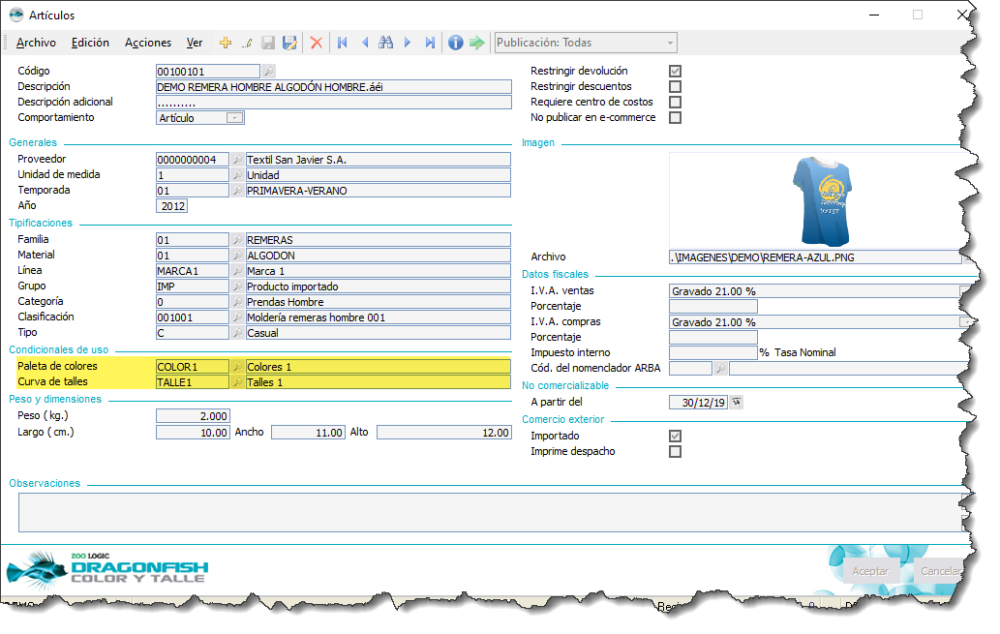 Artículos
Archivo Edición Acciones Ver Publicación: Todas
Código 00100101
Descripción DEMO REMERA HOMBRE ALGODÓN HOMBRE.áéi
Descripción adicional ..........
Comportamiento Artículo
Restringir devolución
Restringir descuentos
Requiere centro de costos
No publicar en e-commerce
Generales
Proveedor 0000000004 Textil San Javier S.A.
Unidad de medida 1 Unidad
Temporada 01 PRIMAVERA-VERANO
Año 2012
Tipificaciones
Familia 01 REMERAS
Material 01 ALGODON
Línea MARCA1 Marca 1
Grupo IMP Producto importado
Categoría 0 Prendas Hombre
Clasificación 001001 Moldería remeras hombre 001
Tipo C Casual
Condicionales de uso
Paleta de colores COLOR1 Colores 1
Curva de talles TALLE1 Talles 1
Peso y dimensiones
Peso (kg.) 2.000
Largo (cm.) 10.00 Ancho 11.00 Alto 12.00
Imagen
Archivo .\IMAGENES\DEMO\REMERA-AZUL.PNG
Datos fiscales
I.V.A. ventas Gravado 21.00 %
Porcentaje
I.V.A. compras Gravado 21.00 %
Porcentaje
Impuesto interno % Tasa Nominal
Cód. del nomenclador ARBA
No comercializable
A partir del 30/12/19
Comercio exterior
Importado
Imprime despacho
Observaciones
ZOO LOGIC
DRAGONFISH
COLOR Y TALLE
Aceptar Cancelar